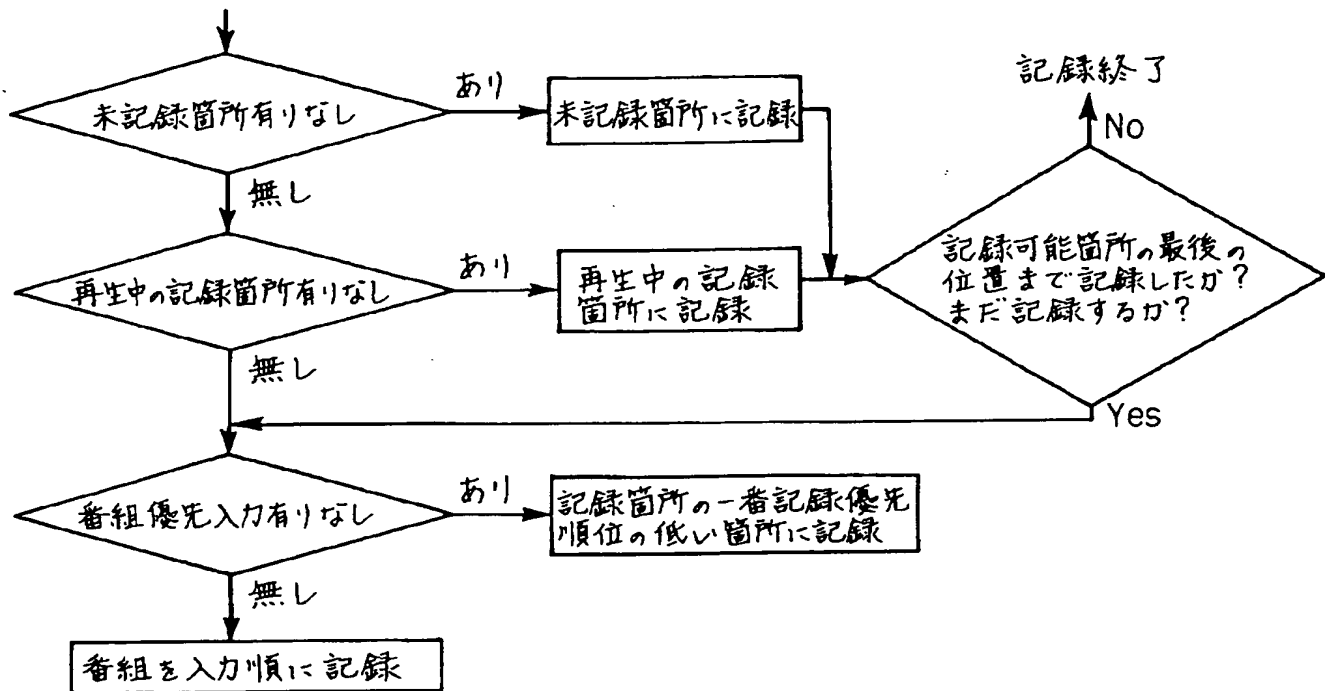 未記録箇所有りなし
あり
未記録箇所に記録
記録終了
No
無し
再生中の記録箇所有りなし
あり
再生中の記録
箇所に記録
記録可能箇所の最後の
位置まで記録したか?
まだ記録するか?
無し
Yes
番組優先入力有りなし
あり
記録箇所の一番記録優先
順位の低い箇所に記録
無し
番組を入力順に記録